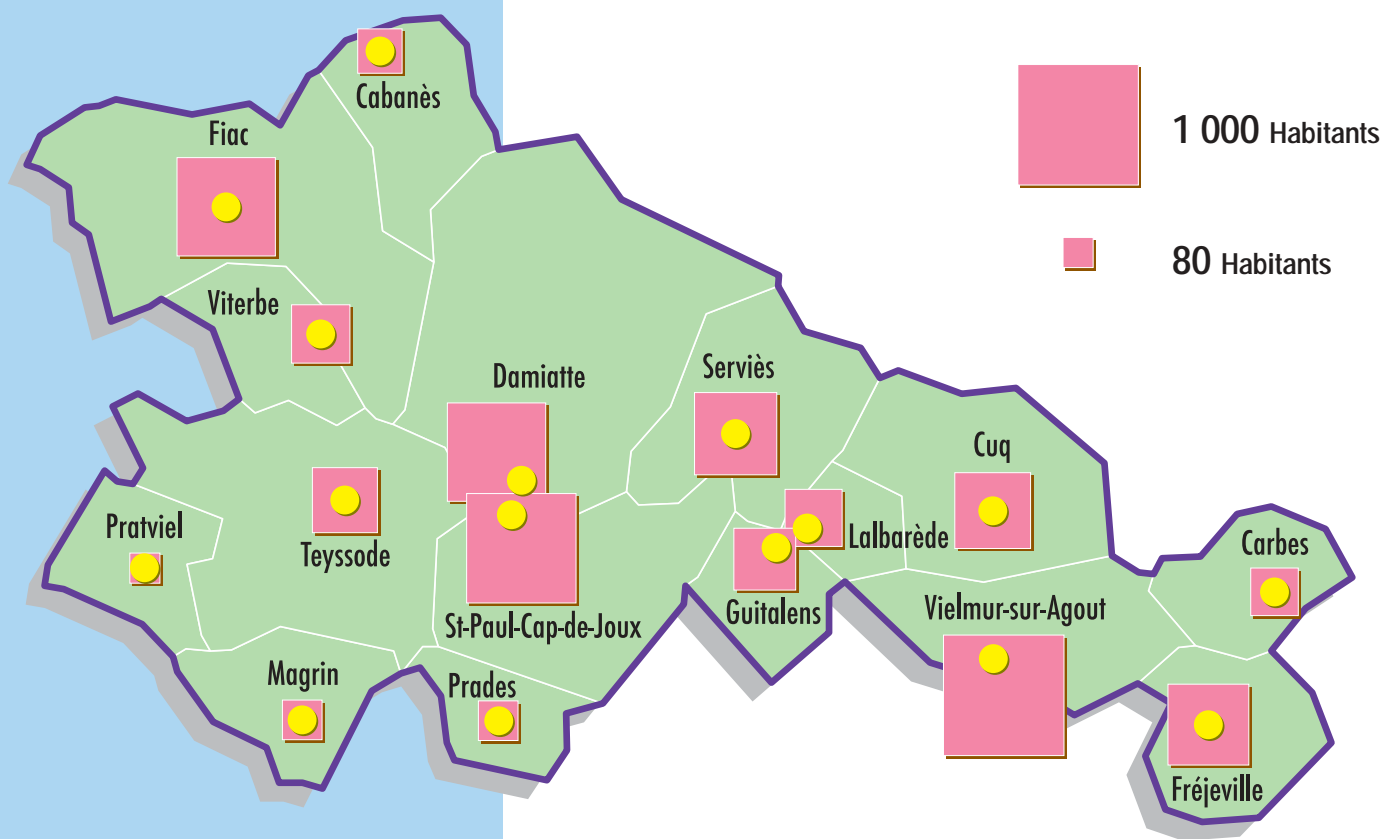 Cabanès
Fiac
1 000 Habitants
80 Habitants
Viterbe
Damiatte
Serviès
Cuq
Pratviel
Teyssode
Lalbarède
Carbes
Guitalens
Vielmur-sur-Agout
St-Paul-Cap-de-Joux
Magrin
Prades
Fréjeville